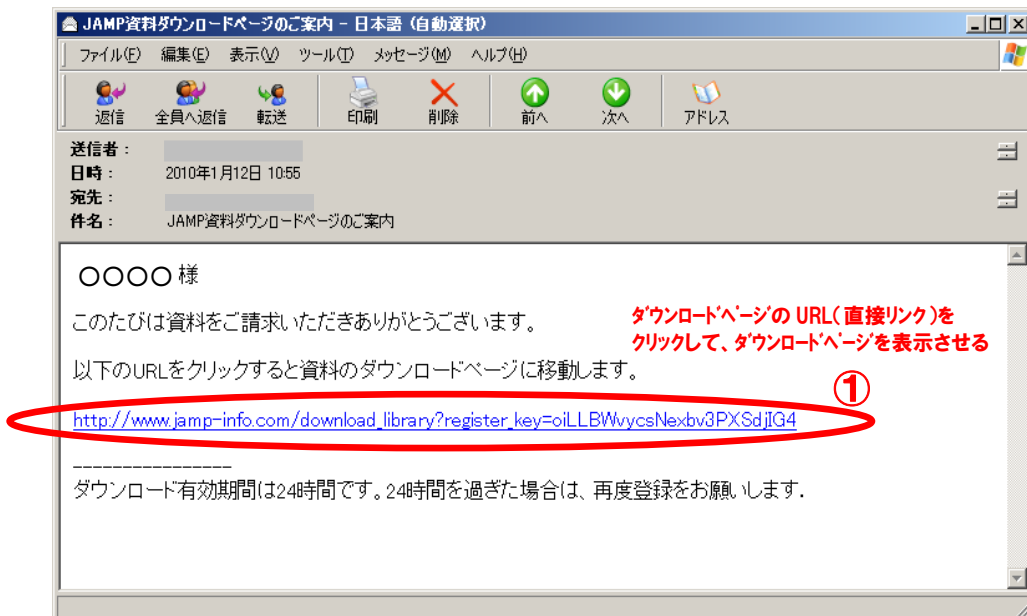 JAMP資料ダウンロードページのご案内 - 日本語 (自動選択)
ファイル(F) 編集(E) 表示(V) ツール(T) メッセージ(M) ヘルプ(H)
返信 全員へ返信 転送 印刷 削除 前へ 次へ アドレス
送信者：
日時： 2010年1月12日 10:55
宛先：
件名： JAMP資料ダウンロードページのご案内
〇〇〇〇 様
このたびは資料をご請求いただきありがとうございます。
ﾀﾞｳﾝﾛｰﾄﾞﾍﾟｰｼﾞの URL(直接リンク)を
クリックして、ﾀﾞｳﾝﾛｰﾄﾞﾍﾟｰｼﾞを表示させる
以下のURLをクリックすると資料のダウンロードページに移動します。
①
http://www.jamp-info.com/download_library?register_key=oiLLBWvycsNexbv3PXSdjIG4
----------------
ダウンロード有効期間は24時間です。24時間を過ぎた場合は、再度登録をお願いします.